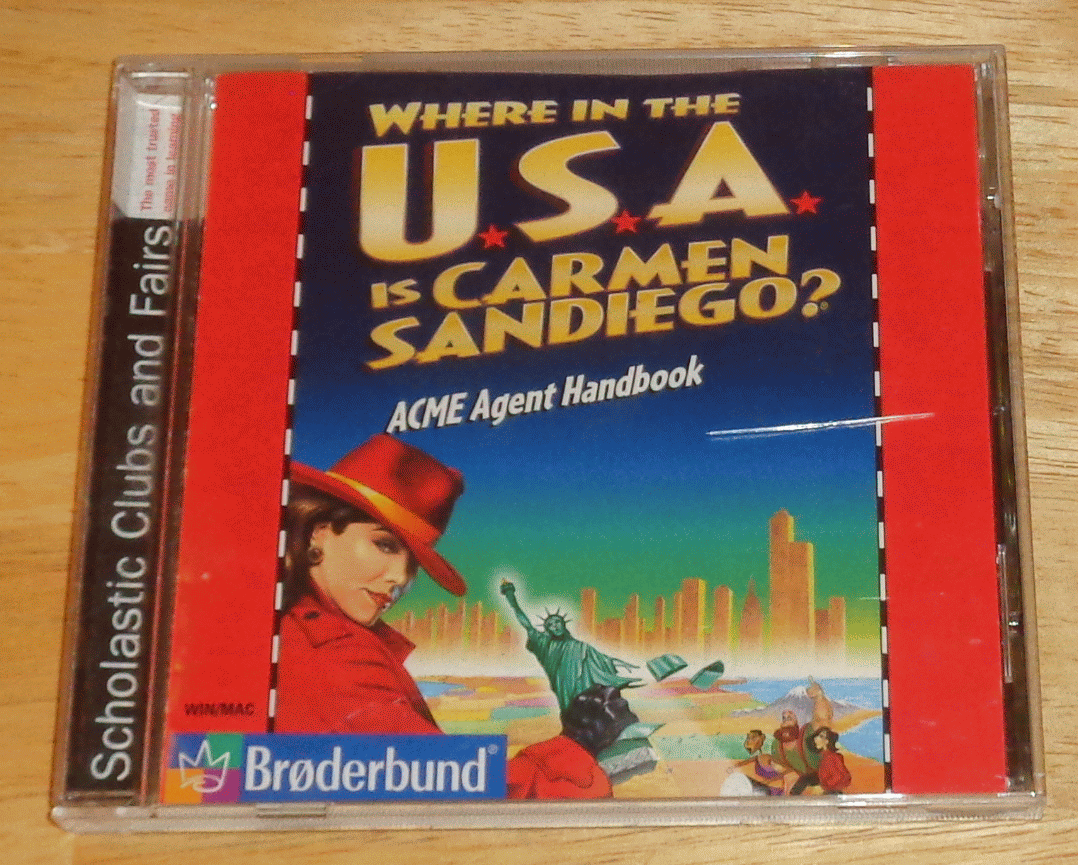 WHERE IN THE
U.S.A.
IS CARMEN
SANDIEGO?®
ACME Agent Handbook
WIN/MAC
Brøderbund®
Scholastic Clubs and Fairs
The most trusted
name in learning